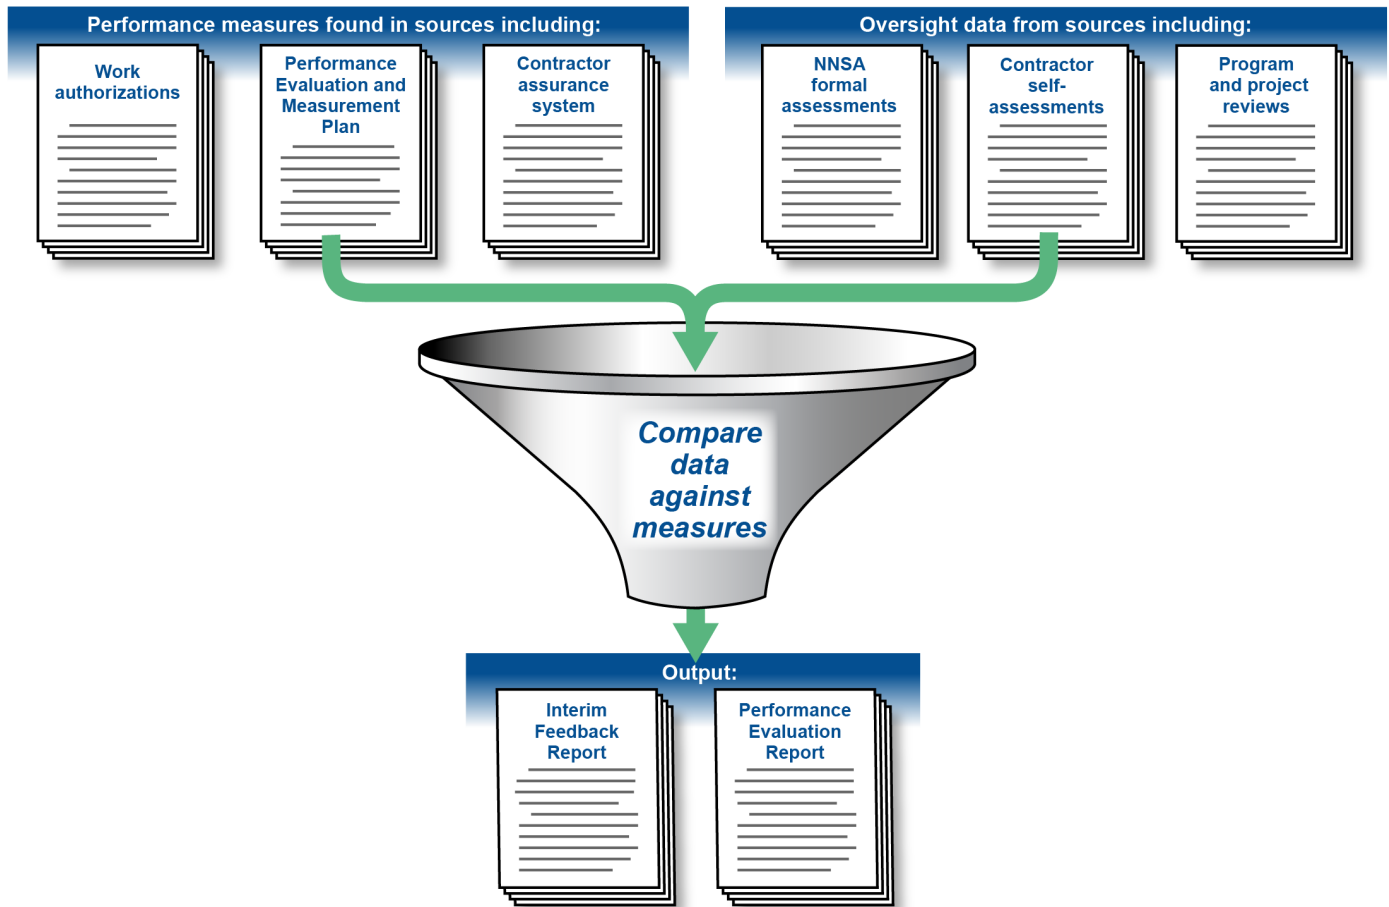 Performance measures found in sources including:
Work
authorizations
Performance
Evaluation and
Measurement
Plan
Contractor
assurance
system
Oversight data from sources including:
NNSA
formal
assessments
Contractor
self-
assessments
Program
and project
reviews
Compare
data
against
measures
Output:
Interim
Feedback
Report
Performance
Evaluation
Report